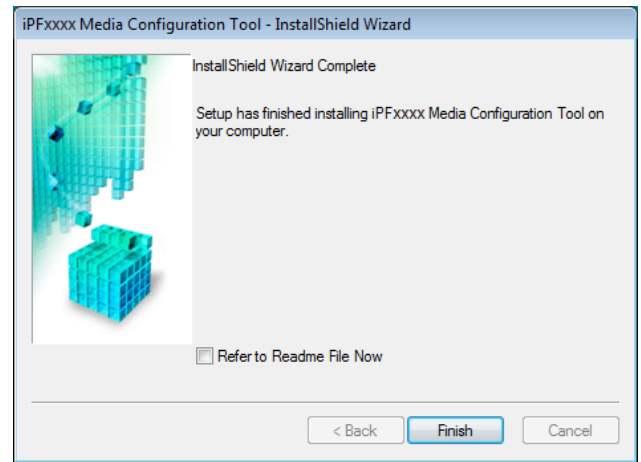 iPFxxxx Media Configuration Tool - InstallShield Wizard
InstallShield Wizard Complete
Setup has finished installing iPFxxxx Media Configuration Tool on
your computer.
Refer to Readme File Now
< Back
Finish
Cancel